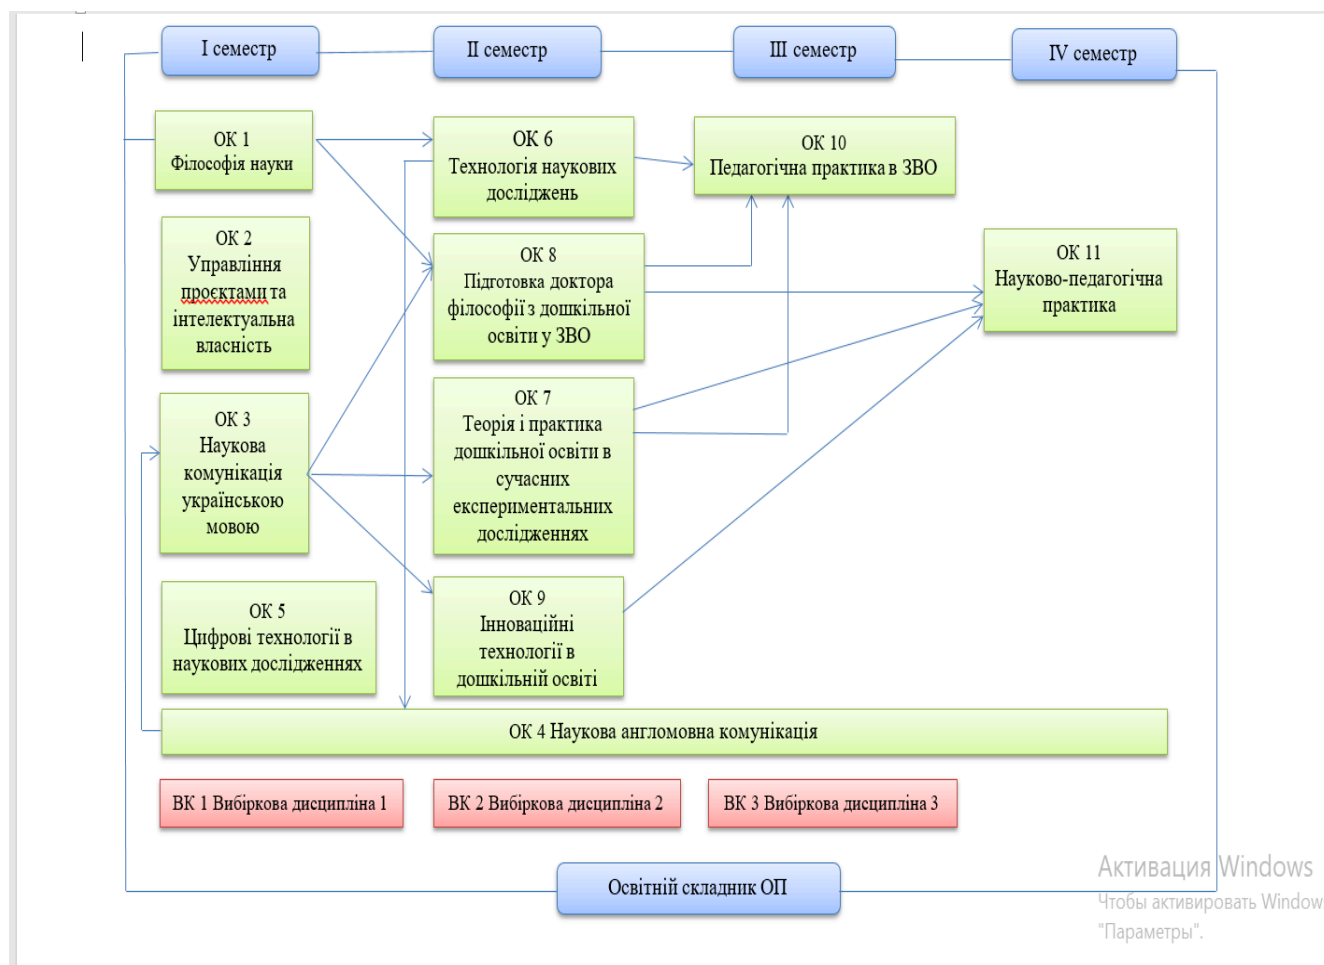 I семестр
II семестр
III семестр
IV семестр
ОК 1
Філософія науки
ОК 6
Технологія наукових
досліджень
ОК 10
Педагогічна практика в ЗВО
ОК 2
Управління
проєктами та
інтелектуальна
власність
ОК 8
Підготовка доктора
філософії з дошкільної
освіти у ЗВО
ОК 11
Науково-педагогічна
практика
ОК 3
Наукова
комунікація
українською
мовою
ОК 7
Теорія і практика
дошкільної освіти в
сучасних
експериментальних
дослідженнях
ОК 5
Цифрові технології в
наукових дослідженнях
ОК 9
Інноваційні
технології в
дошкільній освіті
ОК 4 Наукова англомовна комунікація
ВК 1 Вибіркова дисципліна 1
ВК 2 Вибіркова дисципліна 2
ВК 3 Вибіркова дисципліна 3
Освітній складник ОП
Активация Windows
Чтобы активировать Window
"Параметры".